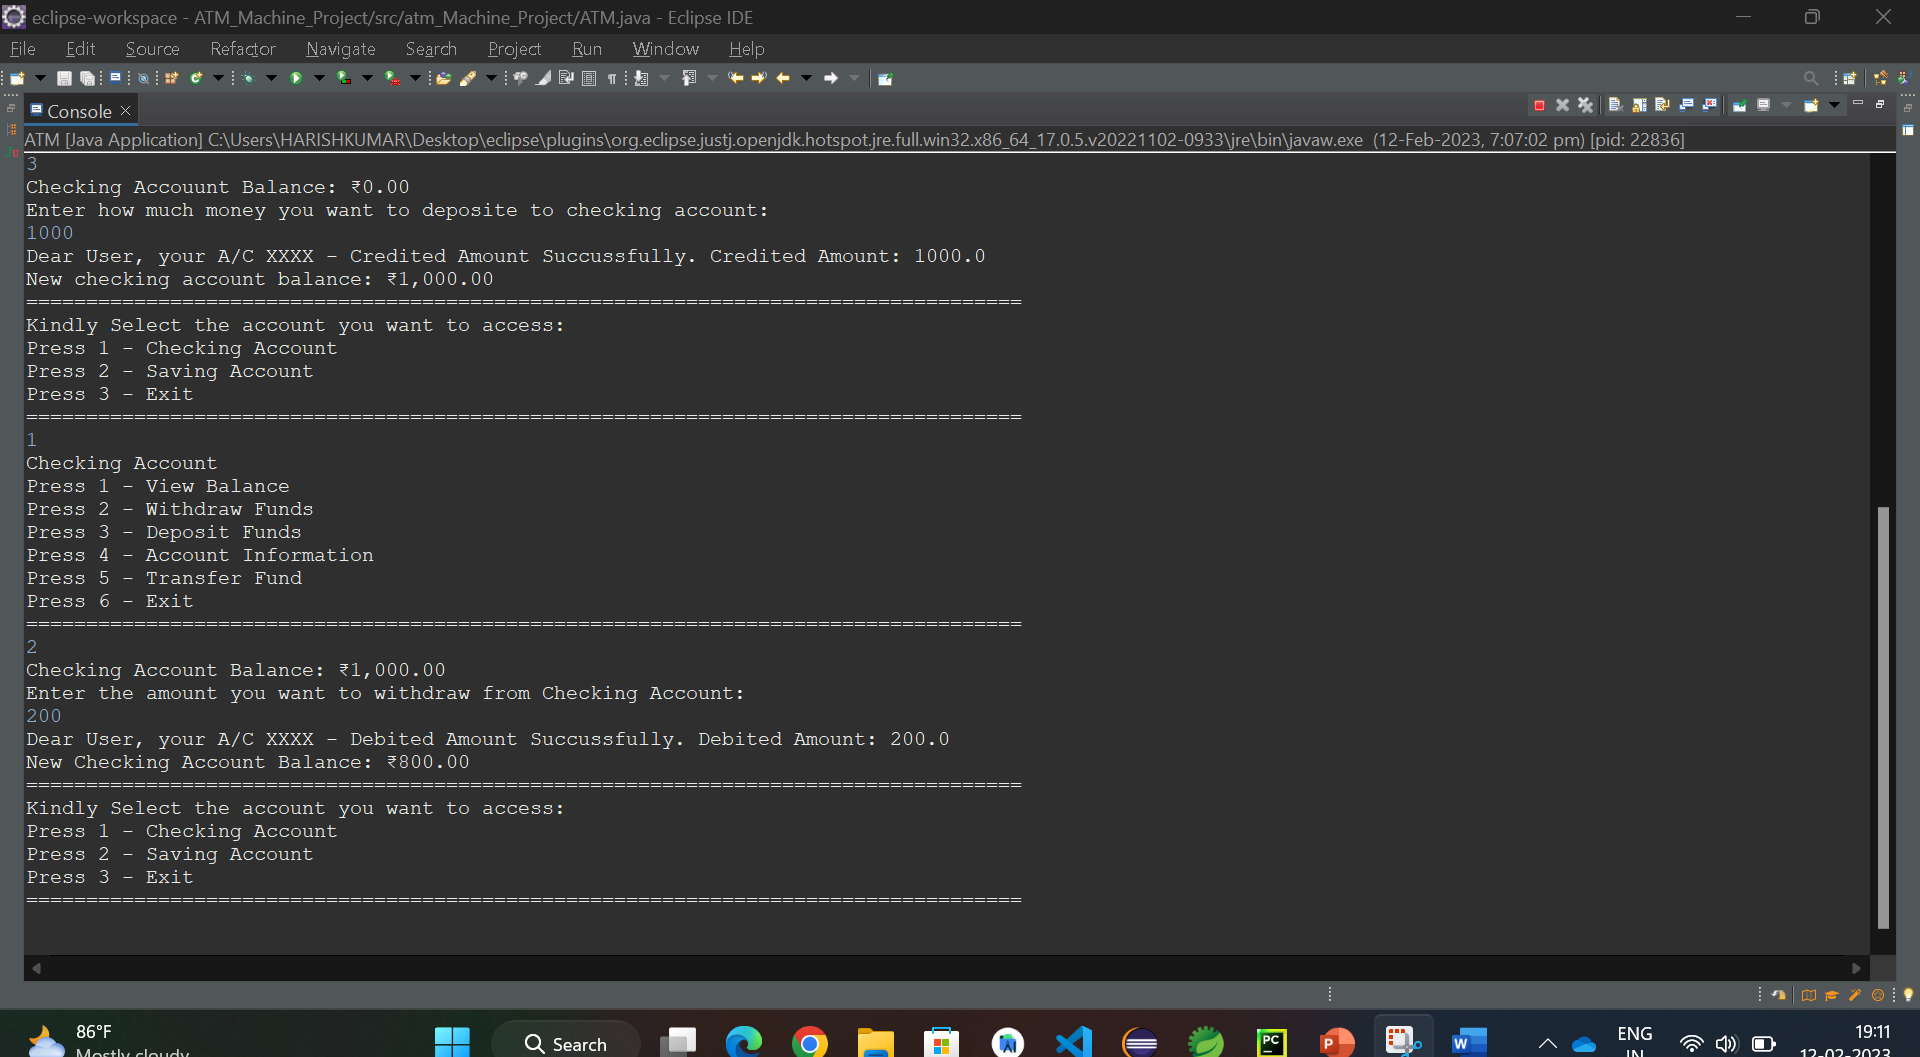 eclipse-workspace - ATM_Machine_Project/src/atm_Machine_Project/ATM.java - Eclipse IDE
File Edit Source Refactor Navigate Search Project Run Window Help
Console
ATM [Java Application] C:\Users\HARISHKUMAR\Desktop\eclipse\plugins\org.eclipse.justj.openjdk.hotspot.jre.full.win32.x86_64_17.0.5.v20221102-0933\jre\bin\javaw.exe (12-Feb-2023, 7:07:02 pm) [pid: 22836]
3
Checking Accouunt Balance: ₹0.00
Enter how much money you want to deposite to checking account:
1000
Dear User, your A/C XXXX - Credited Amount Succussfully. Credited Amount: 1000.0
New checking account balance: ₹1,000.00
===================================================================================
Kindly Select the account you want to access:
Press 1 - Checking Account
Press 2 - Saving Account
Press 3 - Exit
===================================================================================
1
Checking Account
Press 1 - View Balance
Press 2 - Withdraw Funds
Press 3 - Deposit Funds
Press 4 - Account Information
Press 5 - Transfer Fund
Press 6 - Exit
===================================================================================
2
Checking Account Balance: ₹1,000.00
Enter the amount you want to withdraw from Checking Account:
200
Dear User, your A/C XXXX - Debited Amount Succussfully. Debited Amount: 200.0
New Checking Account Balance: ₹800.00
===================================================================================
Kindly Select the account you want to access:
Press 1 - Checking Account
Press 2 - Saving Account
Press 3 - Exit
===================================================================================
86°F
Mostly cloudy
Search
PC
P
W
ENG
IN
19:11
12-02-2023